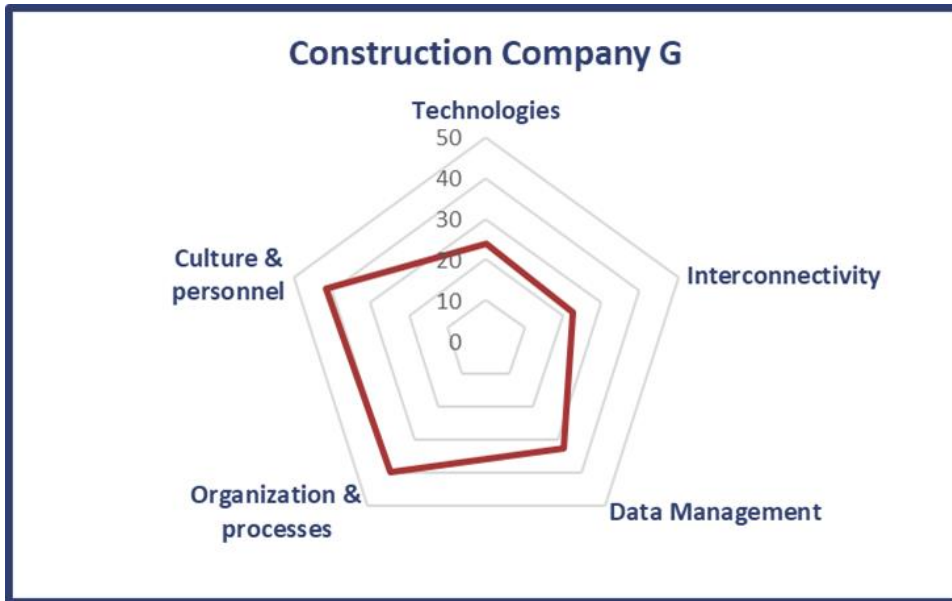 Construction Company G
Technologies
50
40
30
20
10
0
Culture &
personnel
Interconnectivity
Organization &
processes
Data Management